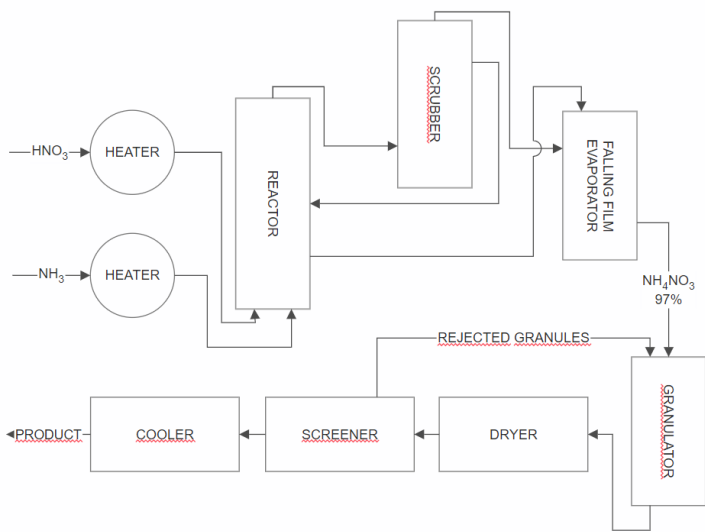 HNO₃
HEATER
NH₃
HEATER
REACTOR
SCRUBBER
FALLING FILM
EVAPORATOR
NH₄NO₃
97%
REJECTED GRANULES
GRANULATOR
DRYER
SCREENER
COOLER
PRODUCT